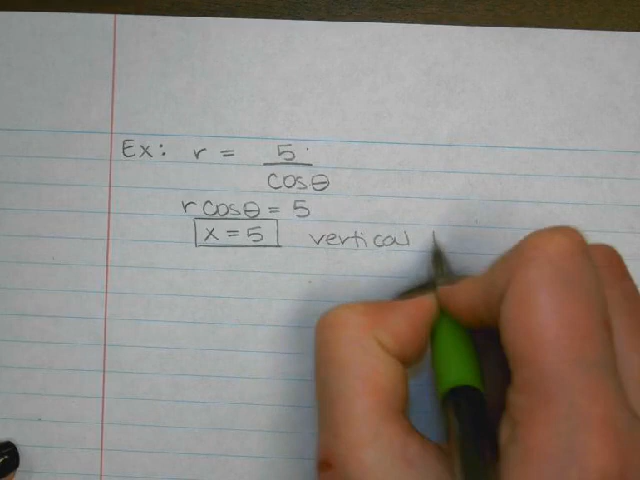 Ex: r = 5/cosθ
r cosθ = 5
x = 5 vertical